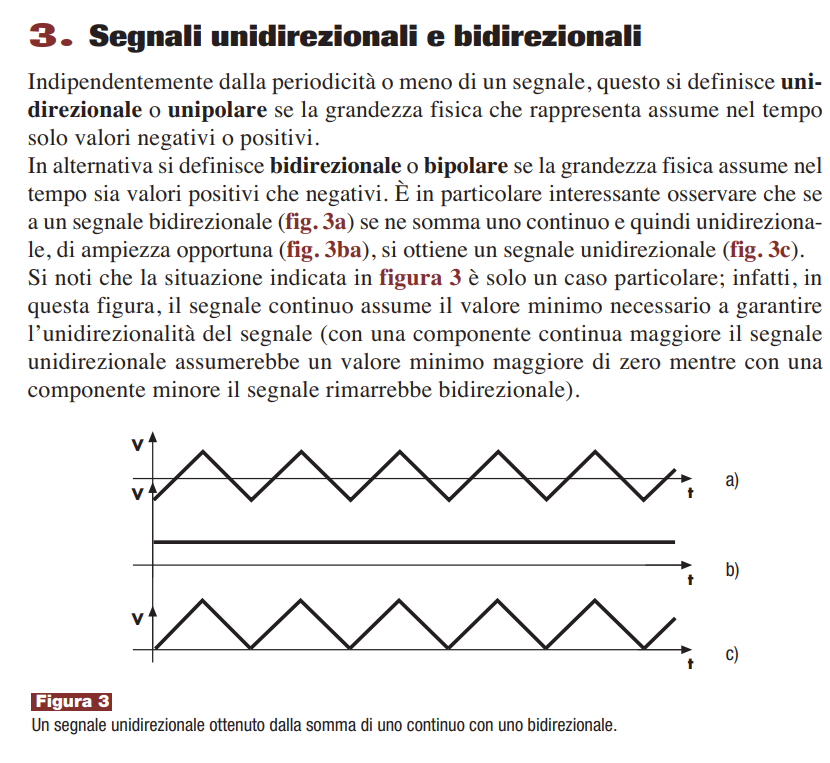 3. Segnali unidirezionali e bidirezionali
Indipendentemente dalla periodicità o meno di un segnale, questo si definisce uni-
direzionale o unipolare se la grandezza fisica che rappresenta assume nel tempo
solo valori negativi o positivi.
In alternativa si definisce bidirezionale o bipolare se la grandezza fisica assume nel
tempo sia valori positivi che negativi. È in particolare interessante osservare che se
a un segnale bidirezionale (fig. 3a) se ne somma uno continuo e quindi unidireziona-
le, di ampiezza opportuna (fig. 3ba), si ottiene un segnale unidirezionale (fig. 3c).
Si noti che la situazione indicata in figura 3 è solo un caso particolare; infatti, in
questa figura, il segnale continuo assume il valore minimo necessario a garantire
l'unidirezionalità del segnale (con una componente continua maggiore il segnale
unidirezionale assumerebbe un valore minimo maggiore di zero mentre con una
componente minore il segnale rimarrebbe bidirezionale).
V
t
a)
V
t
b)
V
t
c)
Figura 3
Un segnale unidirezionale ottenuto dalla somma di uno continuo con uno bidirezionale.